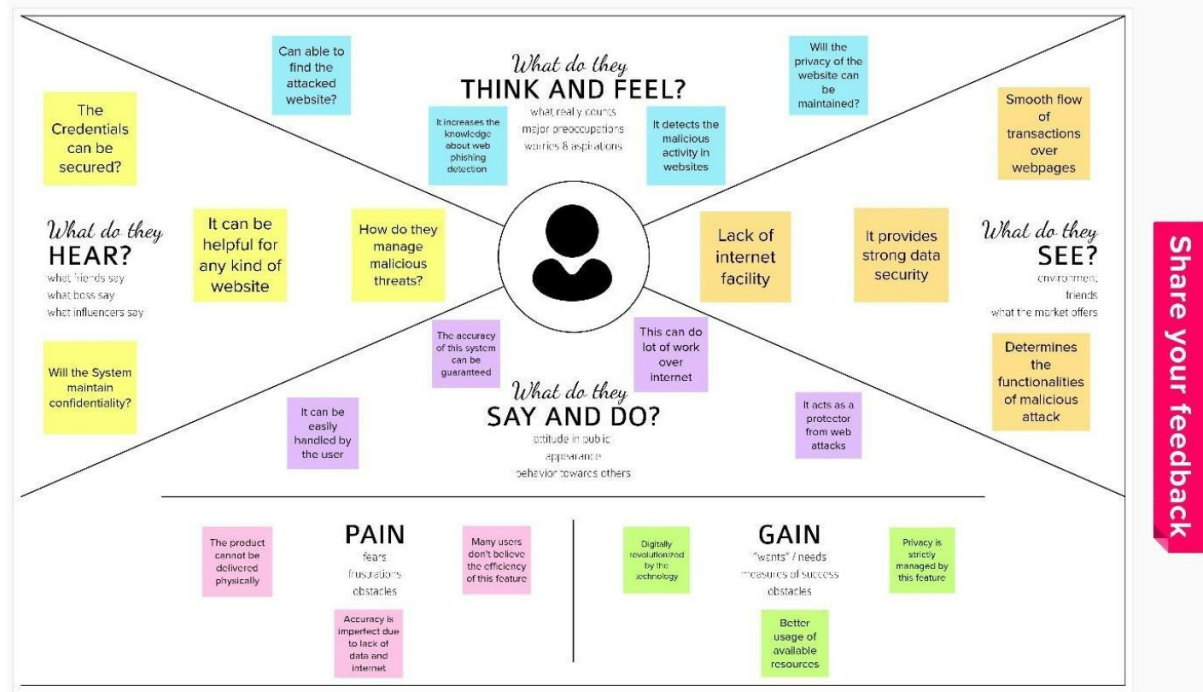 Can able to
find the
attacked
website?
What do they
THINK AND FEEL?
what really counts
major preoccupations
worries & aspirations
It increases the
knowledge
about web
phishing
detection
It detects the
malicious
activity in
websites
Will the
privacy of the
website can
be
maintained?
The
Credentials
can be
secured?
What do they
HEAR?
what friends say
what boss say
what influencers say
It can be
helpful for
any kind of
website
How do they
manage
malicious
threats?
Will the System
maintain
confidentiality?
Smooth flow
of
transactions
over
webpages
Lack of
internet
facility
It provides
strong data
security
What do they
SEE?
environment
friends
what the market offers
Determines
the
functionalities
of malicious
attack
The accuracy
of this system
can be
guaranteed
This can do
lot of work
over
internet
What do they
SAY AND DO?
attitude in public
appearance
behavior towards others
It can be
easily
handled by
the user
It acts as a
protector
from web
attacks
PAIN
fears
frustrations
obstacles
The product
cannot be
delivered
physically
Many users
don't believe
the efficiency
of this feature
Accuracy is
imperfect due
to lack of
data and
internet
GAIN
"wants" / needs
measures of success
obstacles
Digitally
revolutionized
by the
technology
Privacy is
strictly
managed by
this feature
Better
usage of
available
resources
Share your feedback